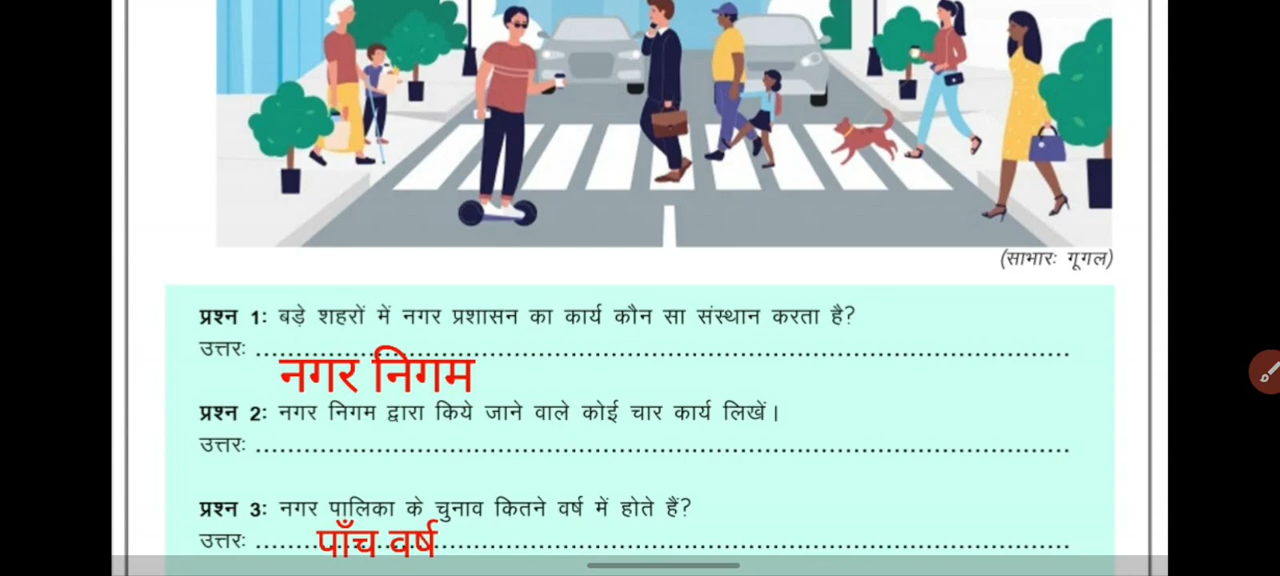 (साभारः गूगल)
प्रश्न 1: बड़े शहरों में नगर प्रशासन का कार्य कौन सा संस्थान करता है?
उत्तरः ....................................................................................................
नगर निगम
प्रश्न 2: नगर निगम द्वारा किये जाने वाले कोई चार कार्य लिखें।
उत्तरः ....................................................................................................
प्रश्न 3: नगर पालिका के चुनाव कितने वर्ष में होते हैं?
उत्तरः ....................................................................................................
पाँच वर्ष